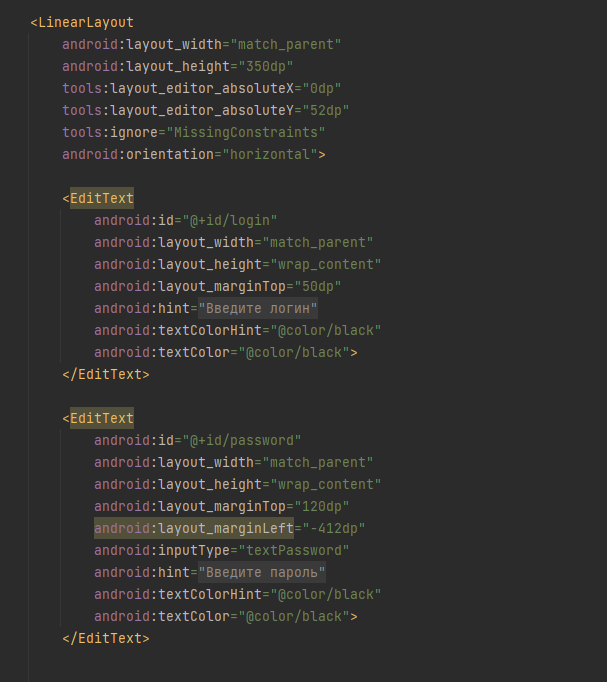 <LinearLayout
android:layout_width="match_parent"
android:layout_height="350dp"
tools:layout_editor_absoluteX="0dp"
tools:layout_editor_absoluteY="52dp"
tools:ignore="MissingConstraints"
android:orientation="horizontal">
<EditText
android:id="@+id/login"
android:layout_width="match_parent"
android:layout_height="wrap_content"
android:layout_marginTop="50dp"
android:hint="Введите логин"
android:textColorHint="@color/black"
android:textColor="@color/black">
</EditText>
<EditText
android:id="@+id/password"
android:layout_width="match_parent"
android:layout_height="wrap_content"
android:layout_marginTop="120dp"
android:layout_marginLeft="-412dp"
android:inputType="textPassword"
android:hint="Введите пароль"
android:textColorHint="@color/black"
android:textColor="@color/black">
</EditText>